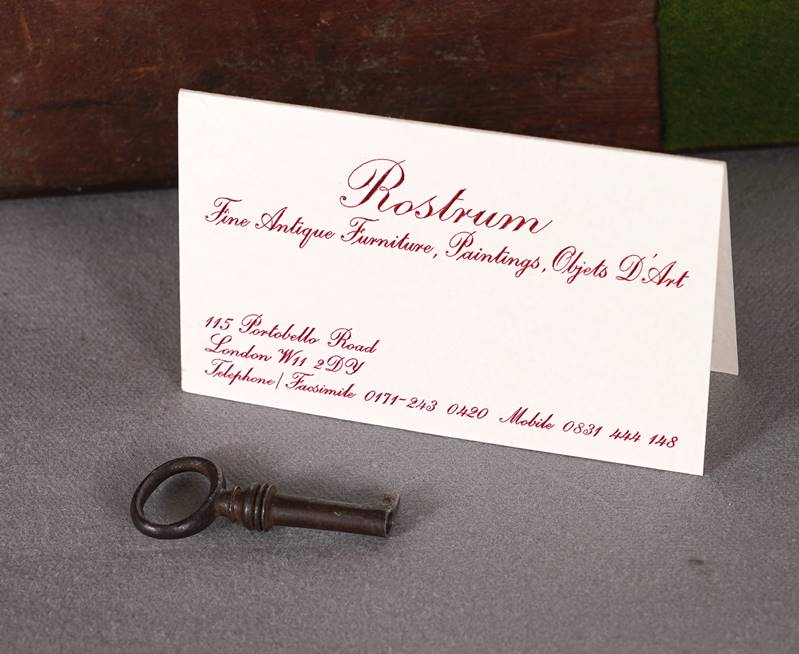 Rostrum
Fine Antique Furniture, Paintings, Objets D'Art
115 Portobello Road
London W11 2DY
Telephone/Facsimile 0171-243 0420 Mobile 0831 444 148